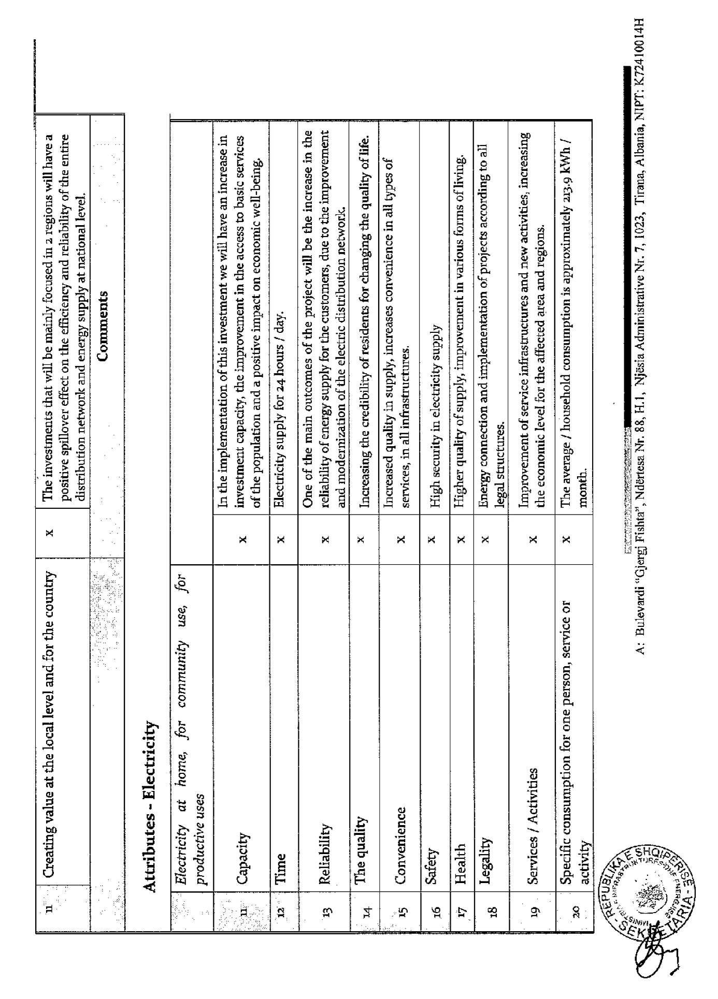 11 Creating value at the local level and for the country x The investments that will be mainly focused in 2 regions will have a
positive spillover effect on the efficiency and reliability of the entire
distribution network and energy supply at national level.
Comments
Attributes - Electricity
Electricity at home, for community use, for
productive uses
11 Capacity x In the implementation of this investment we will have an increase in
investment capacity, the improvement in the access to basic services
of the population and a positive impact on economic well-being.
12 Time x Electricity supply for 24 hours / day.
13 Reliability x One of the main outcomes of the project will be the increase in the
reliability of energy supply for the customers, due to the improvement
and modernization of the electric distribution network.
14 The quality x Increasing the credibility of residents for changing the quality of life.
15 Convenience x Increased quality in supply, increases convenience in all types of
services, in all infrastructures.
16 Safety x High security in electricity supply
17 Health x Higher quality of supply, improvement in various forms of living.
18 Legality x Energy connection and implementation of projects according to all
legal structures.
19 Services / Activities x Improvement of service infrastructures and new activities, increasing
the economic level for the affected area and regions.
20 Specific consumption for one person, service or
activity x The average / household consumption is approximately 213.9 kWh /
month.
REPUBLIKA E SHQIPËRISË
MINISTRIA E INFRASTRUKTURËS DHE ENERGJISË
SEKRETARIA
A: Bulevardi "Gjergj Fishta", Ndërtesa Nr. 88, H.1, Njësia Administrative Nr. 7, 1023, Tirana, Albania, NIPT: K72410014H